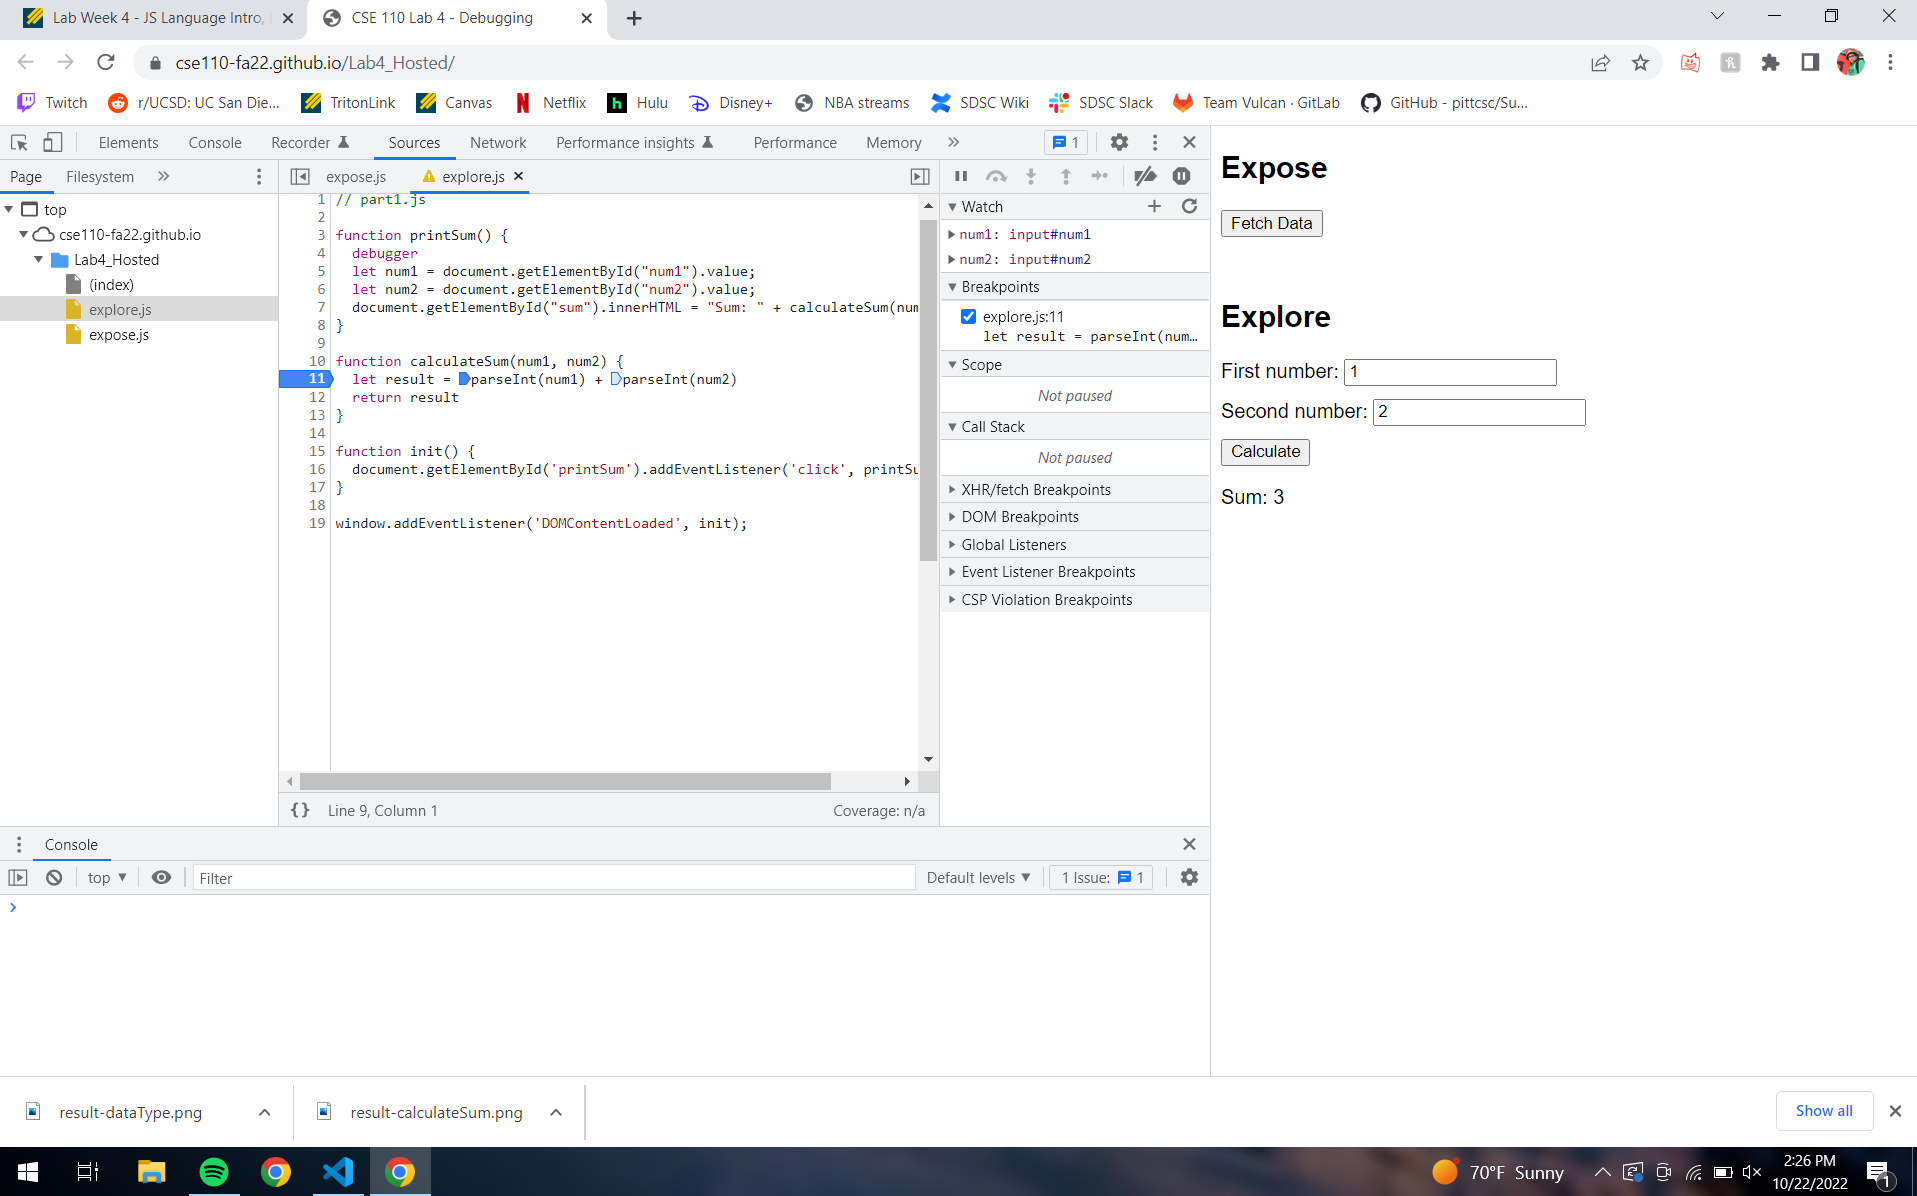 Lab Week 4 - JS Language Intro,
CSE 110 Lab 4 - Debugging
cse110-fa22.github.io/Lab4_Hosted/
Twitch
r/UCSD: UC San Die...
TritonLink
Canvas
Netflix
Hulu
Disney+
NBA streams
SDSC Wiki
SDSC Slack
Team Vulcan · GitLab
GitHub - pittcsc/Su...
Elements
Console
Recorder
Sources
Network
Performance insights
Performance
Memory
1
Page
Filesystem
expose.js
explore.js
top
cse110-fa22.github.io
Lab4_Hosted
(index)
explore.js
expose.js
1 // part1.js
2
3 function printSum() {
4 debugger
5 let num1 = document.getElementById("num1").value;
6 let num2 = document.getElementById("num2").value;
7 document.getElementById("sum").innerHTML = "Sum: " + calculateSum(num
8 }
9
10 function calculateSum(num1, num2) {
11 let result = parseInt(num1) + parseInt(num2)
12 return result
13 }
14
15 function init() {
16 document.getElementById('printSum').addEventListener('click', printSu
17 }
18
19 window.addEventListener('DOMContentLoaded', init);
{} Line 9, Column 1
Coverage: n/a
Watch
num1: input#num1
num2: input#num2
Breakpoints
explore.js:11
let result = parseInt(num…
Scope
Not paused
Call Stack
Not paused
XHR/fetch Breakpoints
DOM Breakpoints
Global Listeners
Event Listener Breakpoints
CSP Violation Breakpoints
Expose
Fetch Data
Explore
First number: 1
Second number: 2
Calculate
Sum: 3
Console
top
Filter
Default levels
1 Issue: 1
result-dataType.png
result-calculateSum.png
Show all
70°F Sunny
2:26 PM
10/22/2022
1